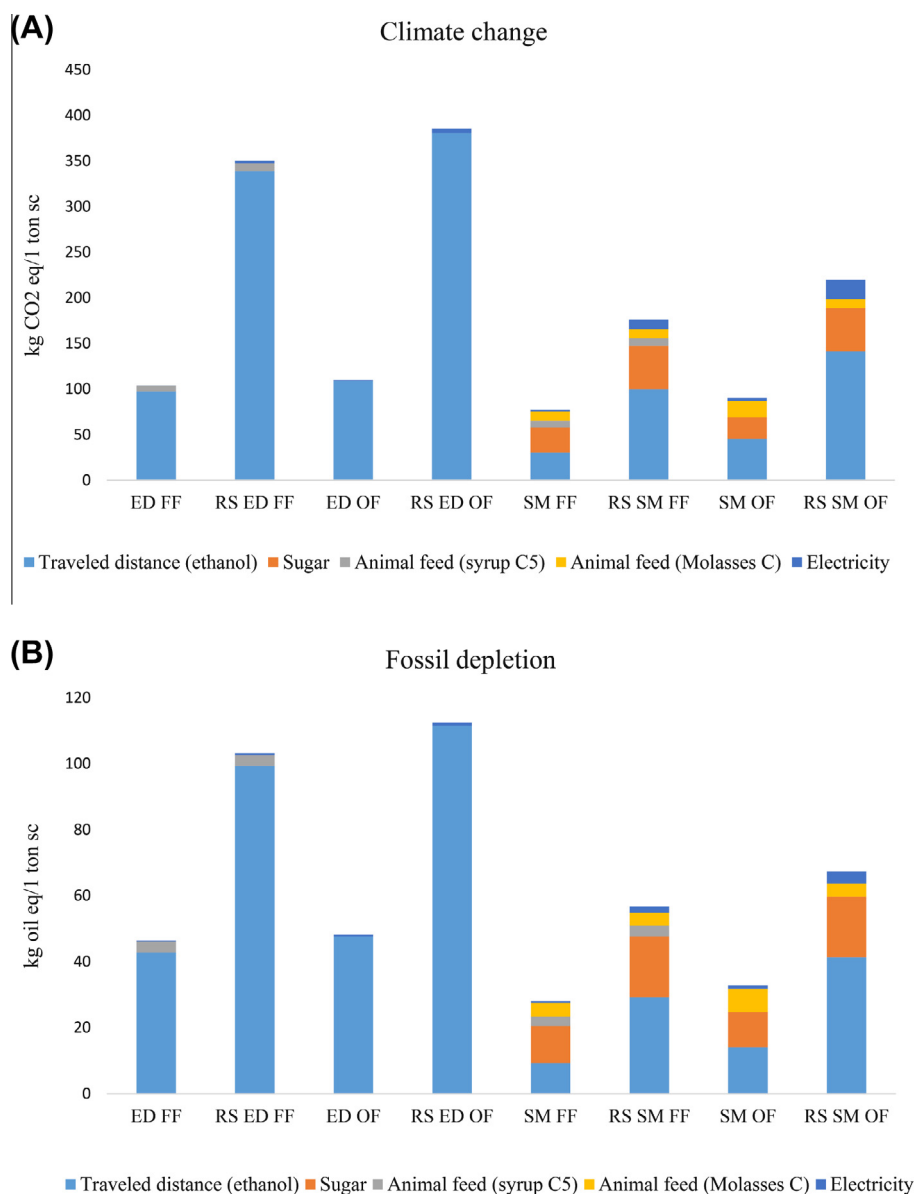 (A)
Climate change
kg CO2 eq/1 ton sc
450
400
350
300
250
200
150
100
50
0
ED FF RS ED FF ED OF RS ED OF SM FF RS SM FF SM OF RS SM OF
Traveled distance (ethanol) Sugar Animal feed (syrup C5) Animal feed (Molasses C) Electricity
(B)
Fossil depletion
kg oil eq/1 ton sc
120
100
80
60
40
20
0
ED FF RS ED FF ED OF RS ED OF SM FF RS SM FF SM OF RS SM OF
Traveled distance (ethanol) Sugar Animal feed (syrup C5) Animal feed (Molasses C) Electricity